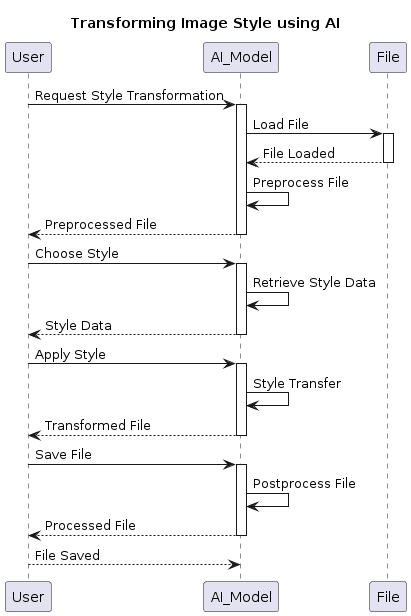 Transforming Image Style using AI
User AI_Model File
Request Style Transformation
Load File
File Loaded
Preprocess File
Preprocessed File
Choose Style
Retrieve Style Data
Style Data
Apply Style
Style Transfer
Transformed File
Save File
Postprocess File
Processed File
File Saved
User AI_Model File